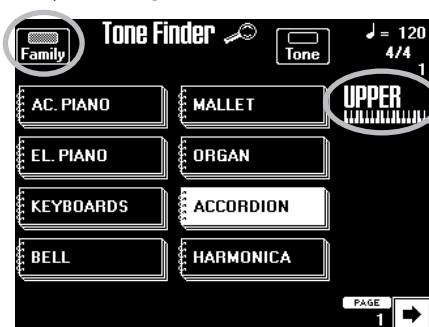 Family
Tone Finder
Tone
♩ = 120
4/4
1
AC. PIANO
MALLET
UPPER
EL. PIANO
ORGAN
KEYBOARDS
ACCORDION
BELL
HARMONICA
PAGE
1